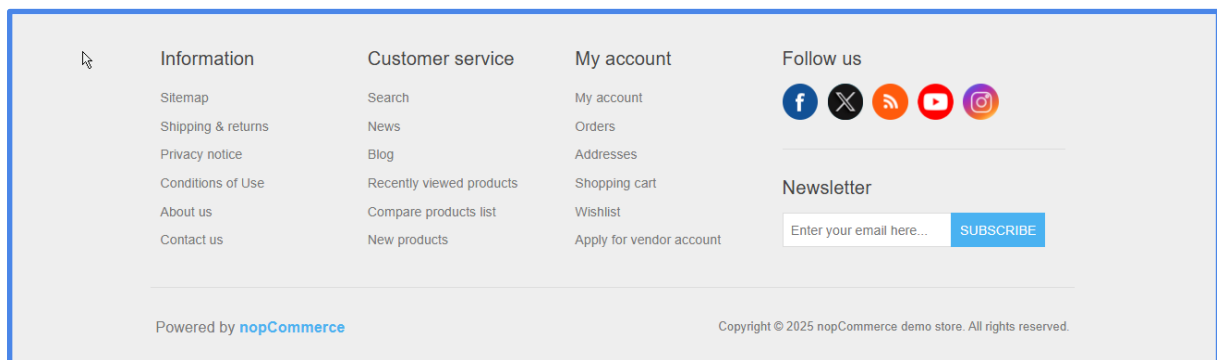 Information
Sitemap
Shipping & returns
Privacy notice
Conditions of Use
About us
Contact us
Customer service
Search
News
Blog
Recently viewed products
Compare products list
New products
My account
My account
Orders
Addresses
Shopping cart
Wishlist
Apply for vendor account
Follow us
Newsletter
Enter your email here... SUBSCRIBE
Powered by nopCommerce
Copyright © 2025 nopCommerce demo store. All rights reserved.